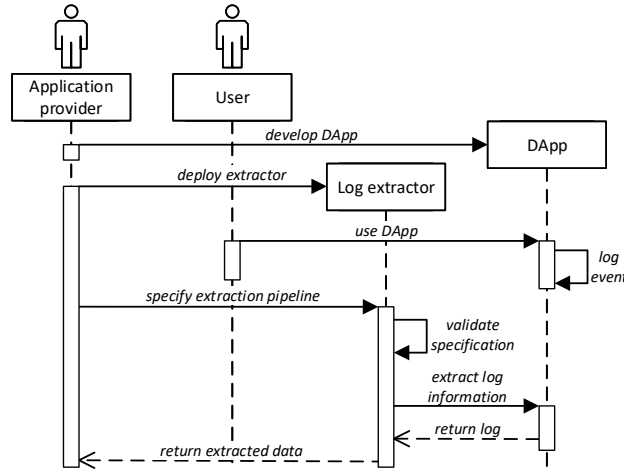 Application
provider
User
develop DApp
DApp
deploy extractor
Log extractor
use DApp
log
event
specify extraction pipeline
validate
specification
extract log
information
return log
return extracted data